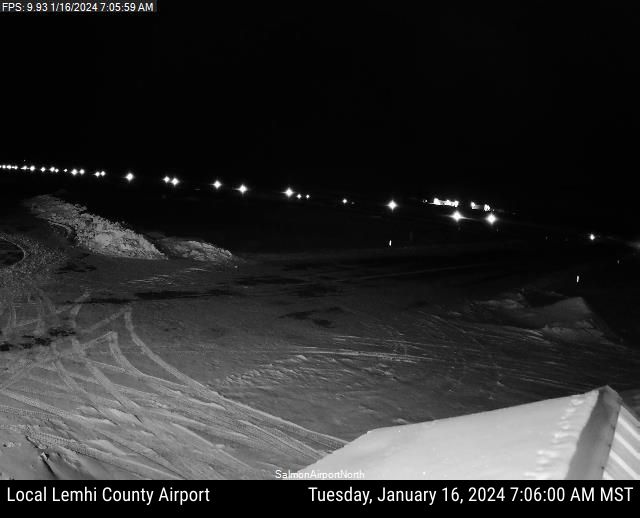 FPS: 9.93 1/16/2024 7:05:59 AM
SalmonAirportNorth
Local Lemhi County Airport Tuesday, January 16, 2024 7:06:00 AM MST